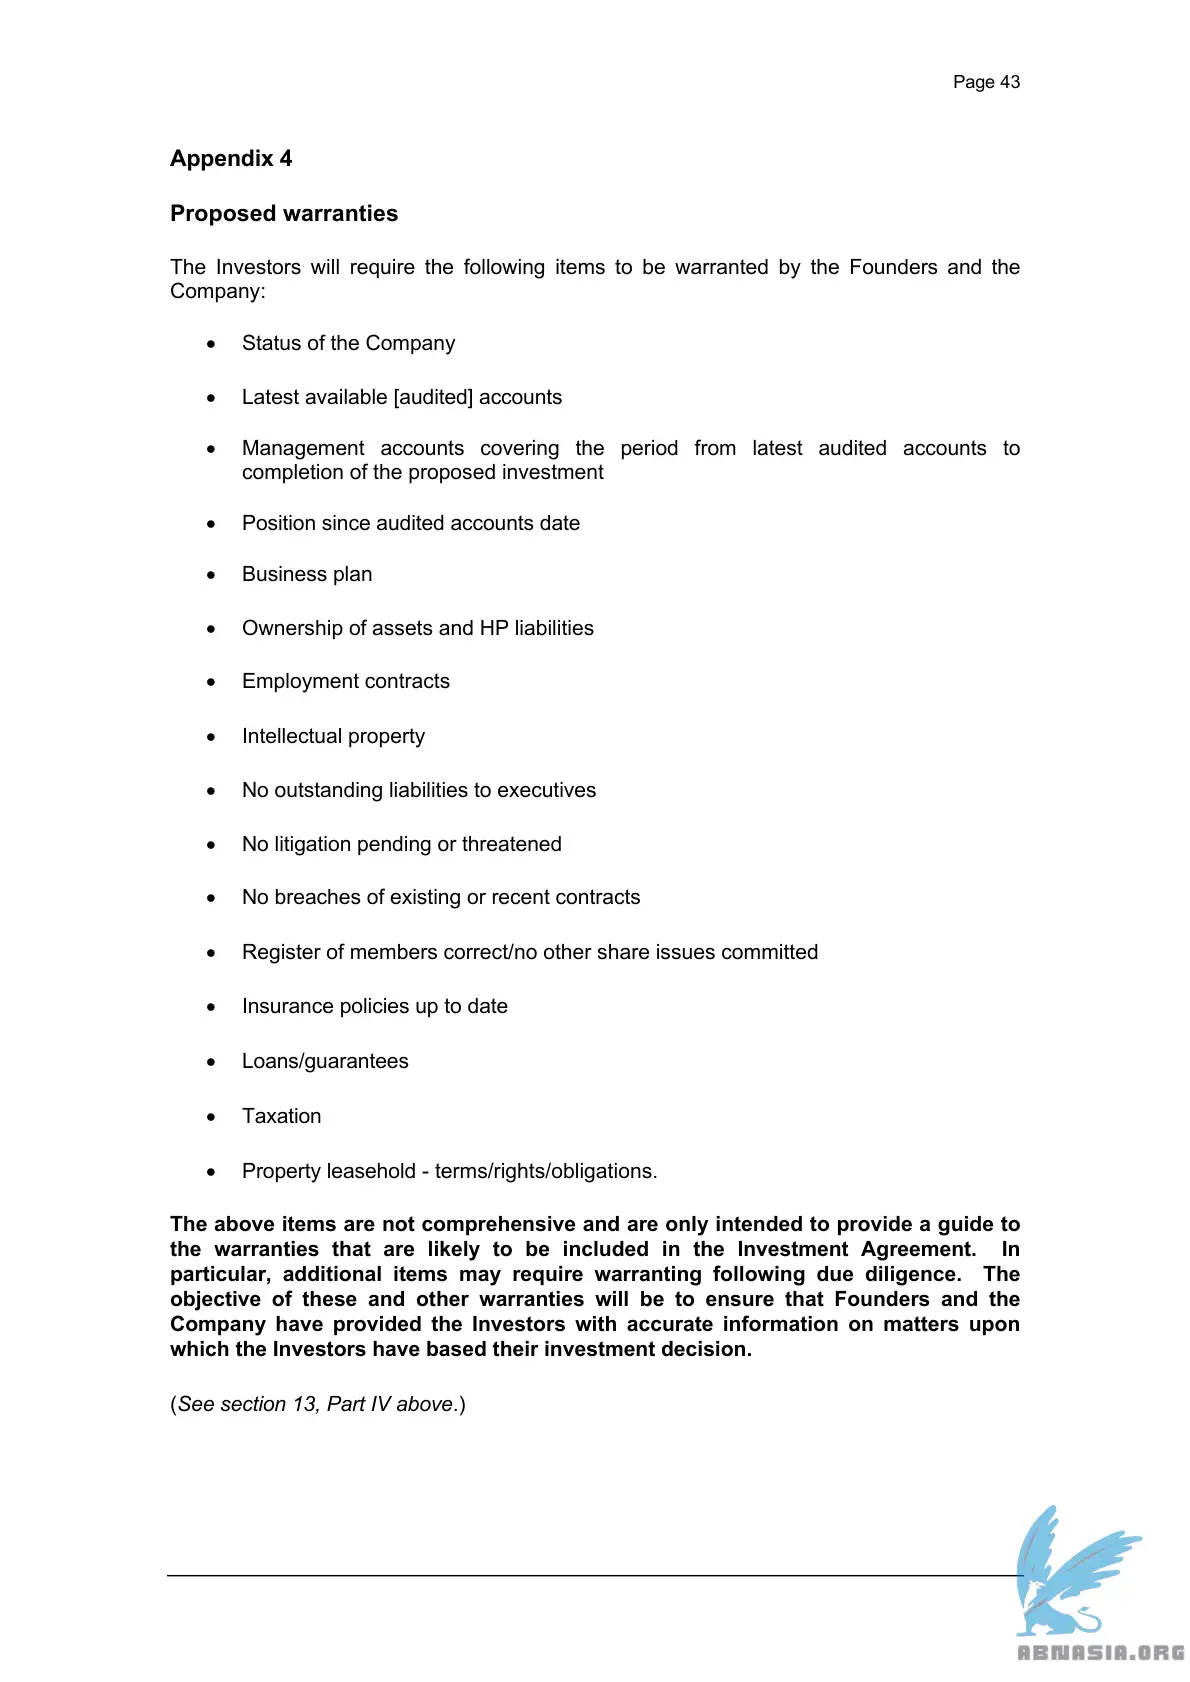 Page 43
Appendix 4
Proposed warranties
The Investors will require the following items to be warranted by the Founders and the
Company:
• Status of the Company
• Latest available [audited] accounts
• Management accounts covering the period from latest audited accounts to
completion of the proposed investment
• Position since audited accounts date
• Business plan
• Ownership of assets and HP liabilities
• Employment contracts
• Intellectual property
• No outstanding liabilities to executives
• No litigation pending or threatened
• No breaches of existing or recent contracts
• Register of members correct/no other share issues committed
• Insurance policies up to date
• Loans/guarantees
• Taxation
• Property leasehold - terms/rights/obligations.
The above items are not comprehensive and are only intended to provide a guide to
the warranties that are likely to be included in the Investment Agreement. In
particular, additional items may require warranting following due diligence. The
objective of these and other warranties will be to ensure that Founders and the
Company have provided the Investors with accurate information on matters upon
which the Investors have based their investment decision.
(See section 13, Part IV above.)
ABNASIA.ORG